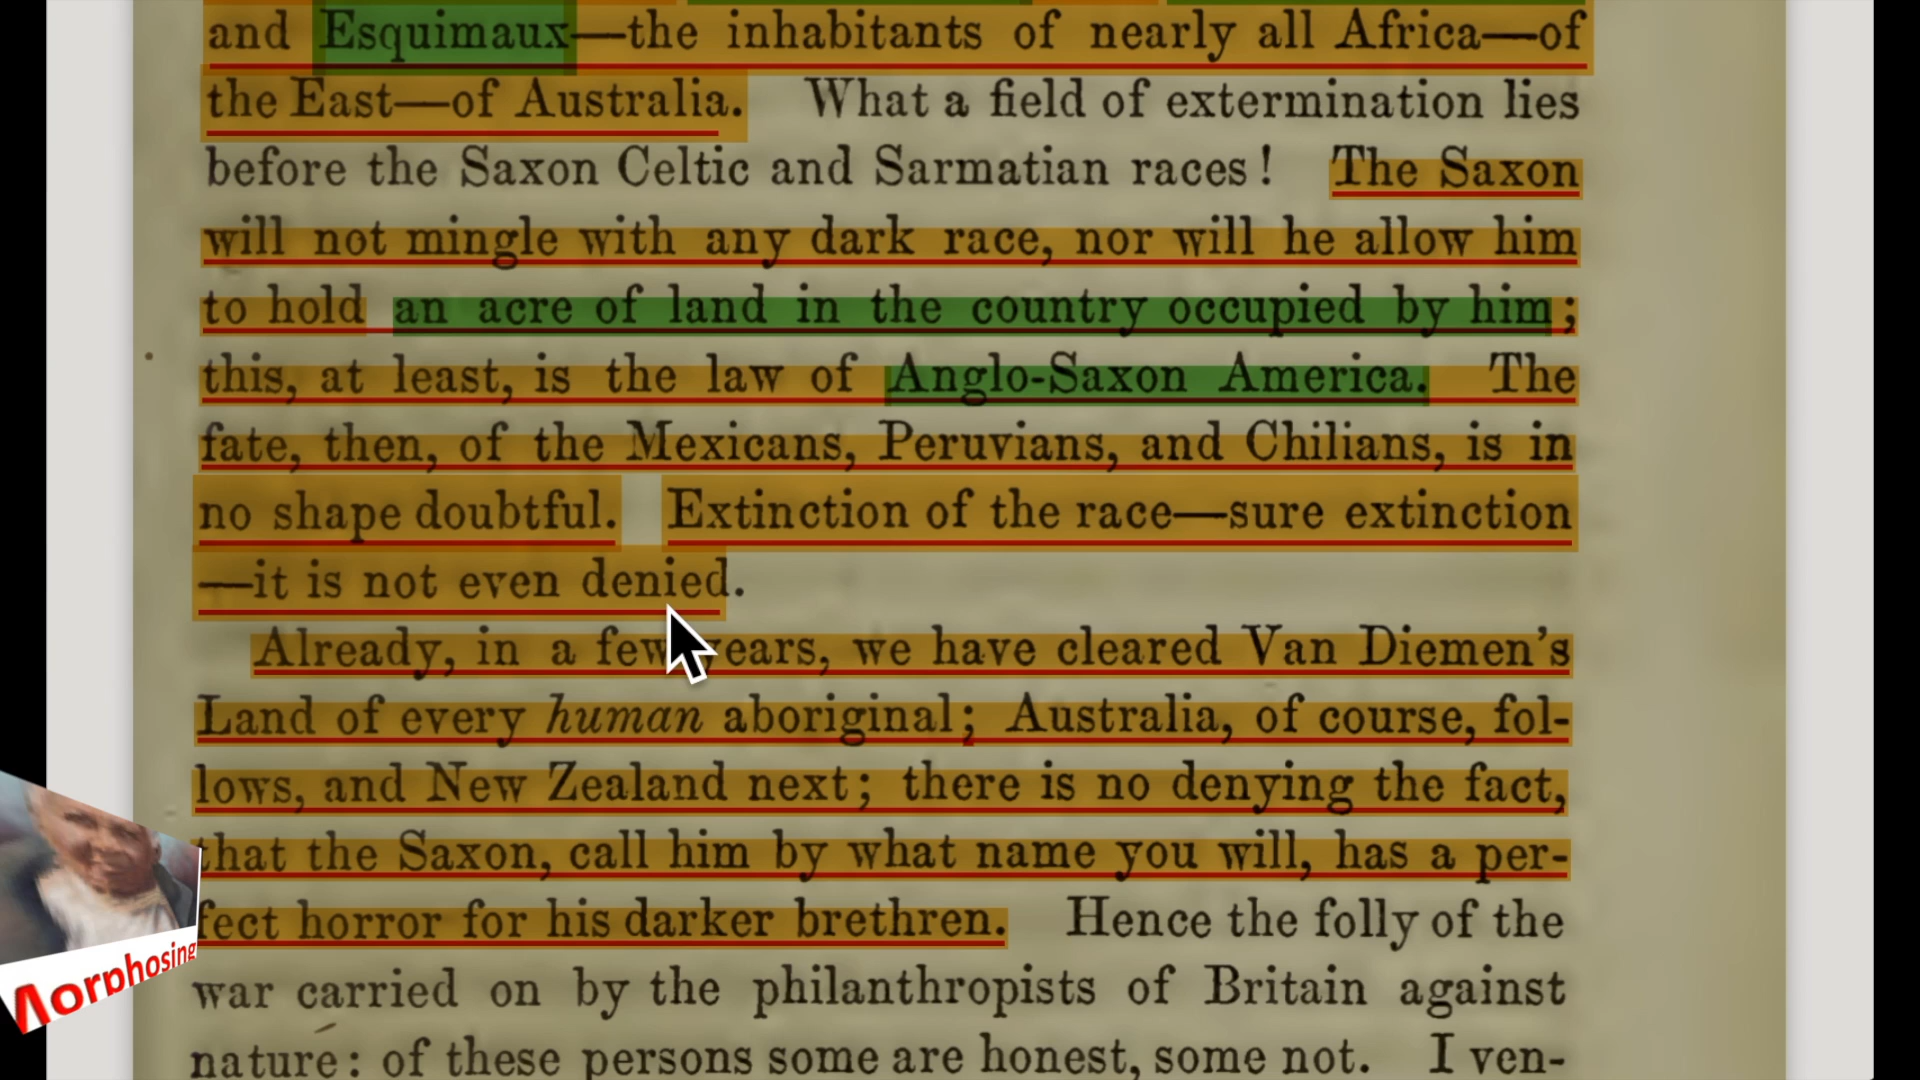 and Esquimaux—the inhabitants of nearly all Africa—of
the East—of Australia. What a field of extermination lies
before the Saxon Celtic and Sarmatian races! The Saxon
will not mingle with any dark race, nor will he allow him
to hold an acre of land in the country occupied by him;
this, at least, is the law of Anglo-Saxon America. The
fate, then, of the Mexicans, Peruvians, and Chilians, is in
no shape doubtful. Extinction of the race—sure extinction
—it is not even denied.
Already, in a few years, we have cleared Van Diemen's
Land of every human aboriginal; Australia, of course, fol-
lows, and New Zealand next; there is no denying the fact,
that the Saxon, call him by what name you will, has a per-
fect horror for his darker brethren. Hence the folly of the
war carried on by the philanthropists of Britain against
nature: of these persons some are honest, some not. I ven-
Morphosing